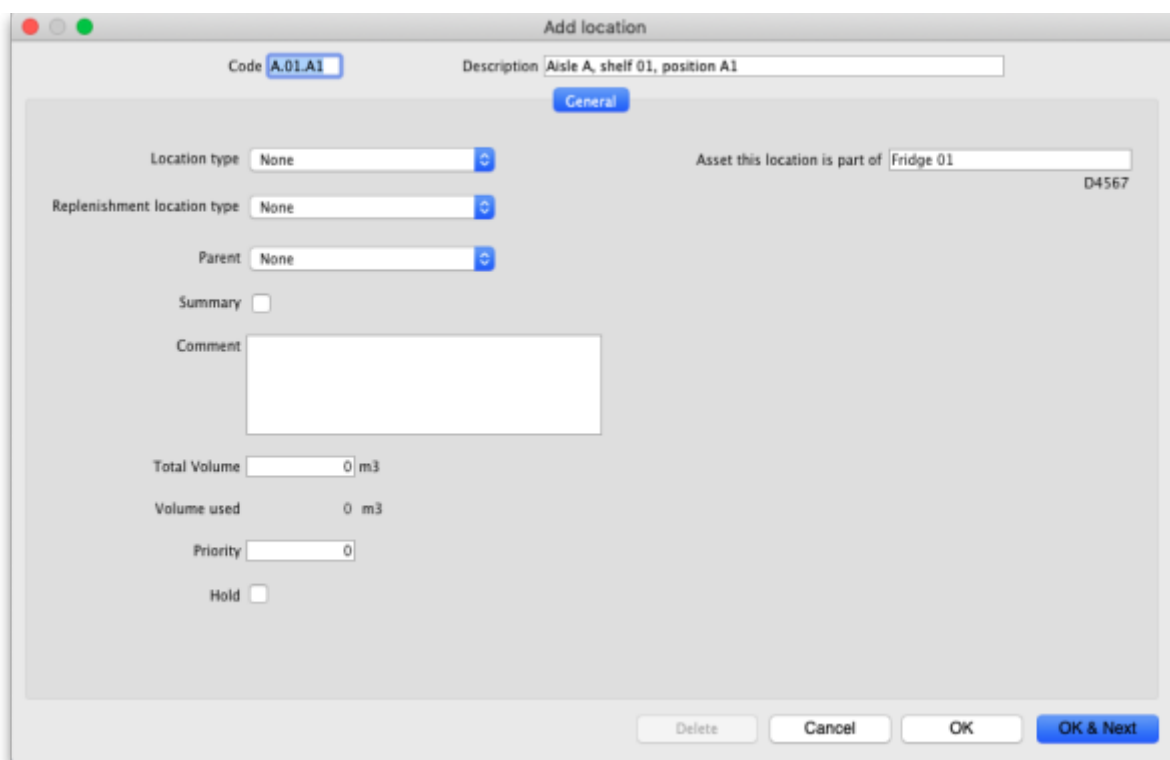 Add location
Code A.01.A1 Description Aisle A, shelf 01, position A1
General
Location type None Asset this location is part of Fridge 01
D4567
Replenishment location type None
Parent None
Summary
Comment
Total Volume 0 m3
Volume used 0 m3
Priority 0
Hold
Delete Cancel OK OK & Next